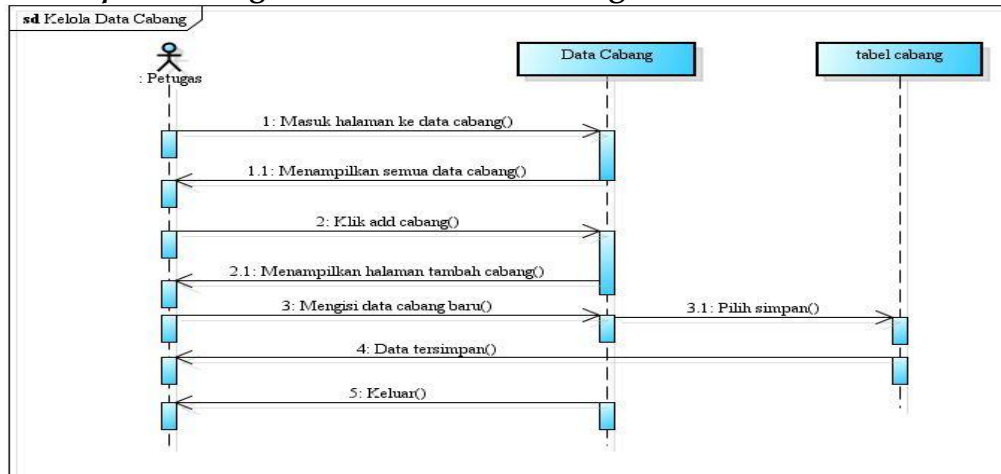 sd Kelola Data Cabang
: Petugas
Data Cabang
tabel cabang
1: Masuk halaman ke data cabang()
1.1: Menampilkan semua data cabang()
2: Klik add cabang()
2.1: Menampilkan halaman tambah cabang()
3: Mengisi data cabang baru()
3.1: Pilih simpan()
4: Data tersimpan()
5: Keluar()